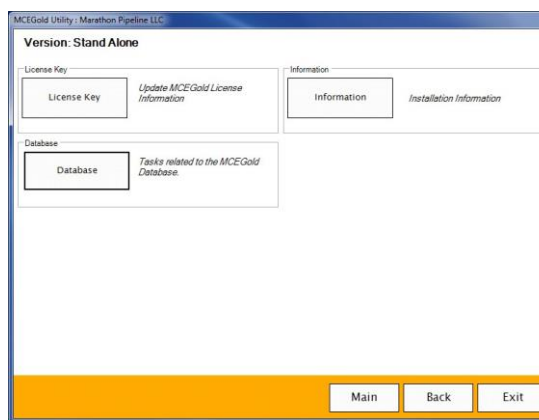 MCEGold Utility : Marathon Pipeline LLC
Version: Stand Alone
License Key
License Key
Update MCEGold License
Information
Information
Information
Installation Information
Database
Database
Tasks related to the MCEGold
Database.
Main
Back
Exit